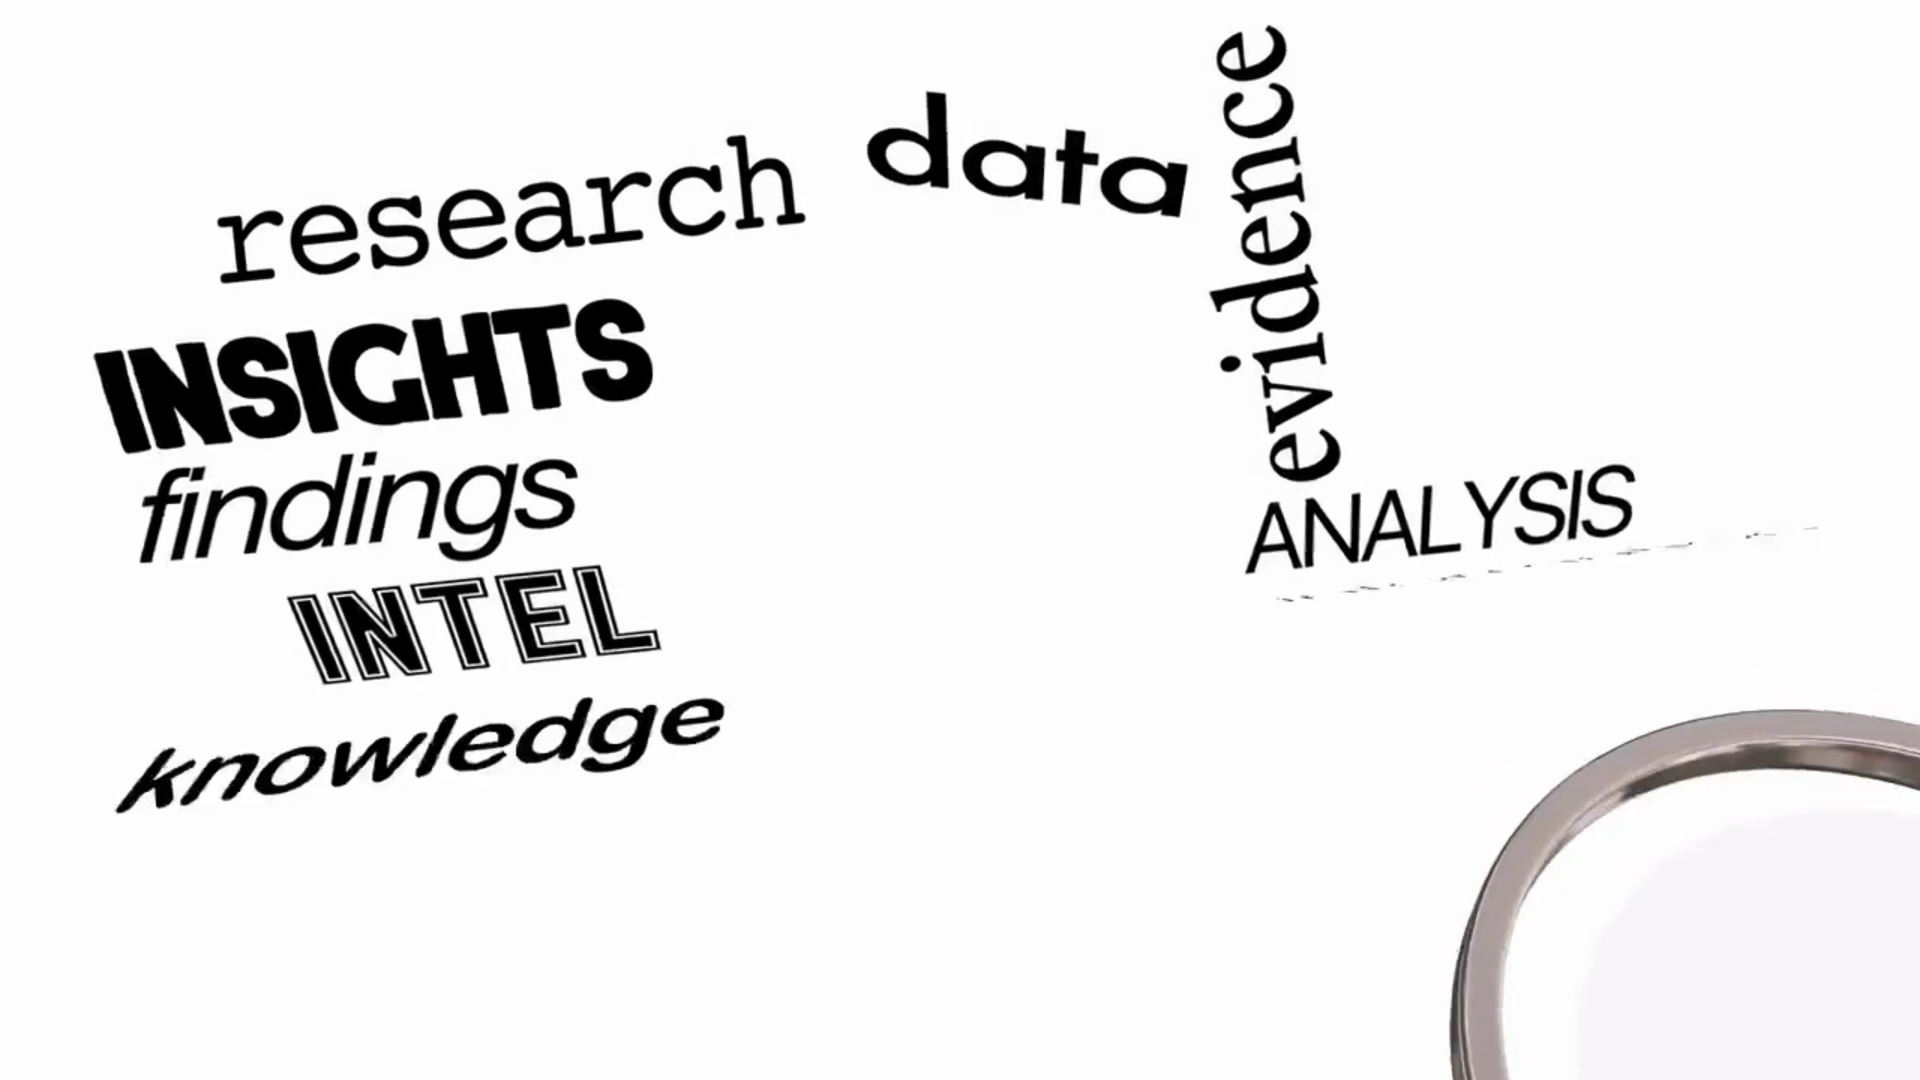 research
data
evidence
INSIGHTS
findings
ANALYSIS
INTEL
knowledge